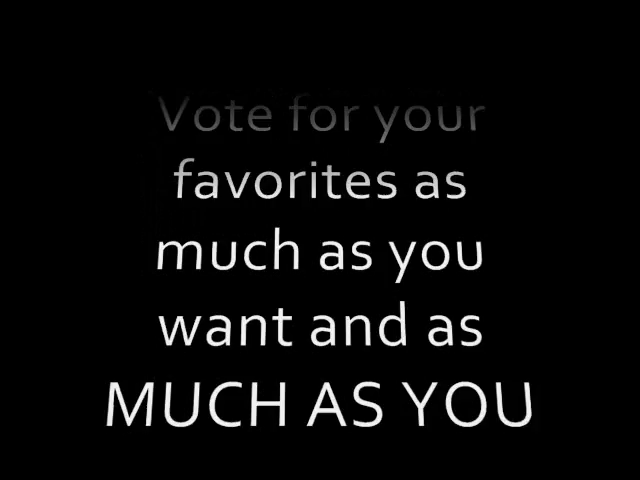 Vote for your
favorites as
much as you
want and as
MUCH AS YOU